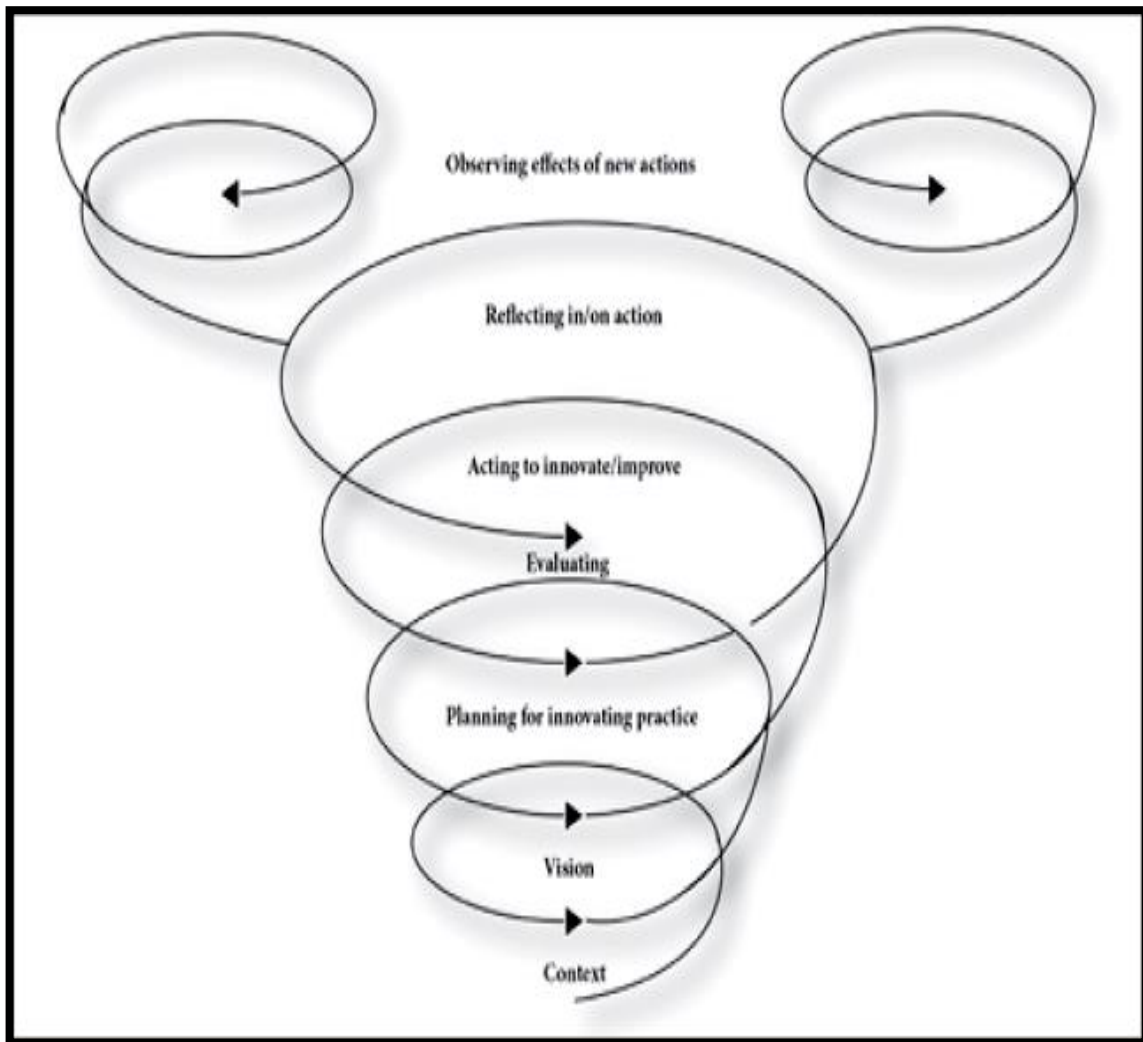 Observing effects of new actions
Reflecting in/on action
Acting to innovate/improve
Evaluating
Planning for innovating practice
Vision
Context